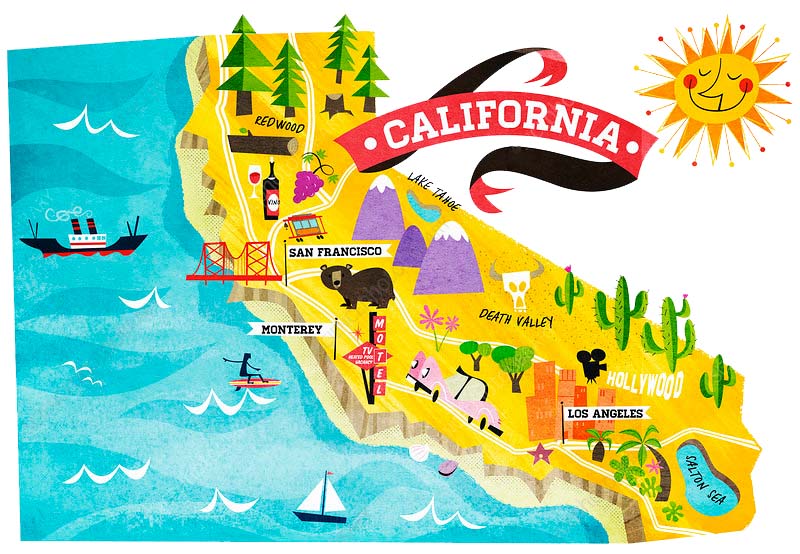 REDWOOD
CALIFORNIA
VINO
LAKE TAHOE
SAN FRANCISCO
MONTEREY
DEATH VALLEY
MOTEL
TV
HEATED POOL
VACANCY
HOLLYWOOD
LOS ANGELES
SALTON SEA